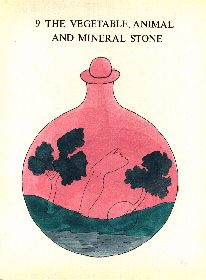 9 THE VEGETABLE, ANIMAL
AND MINERAL STONE